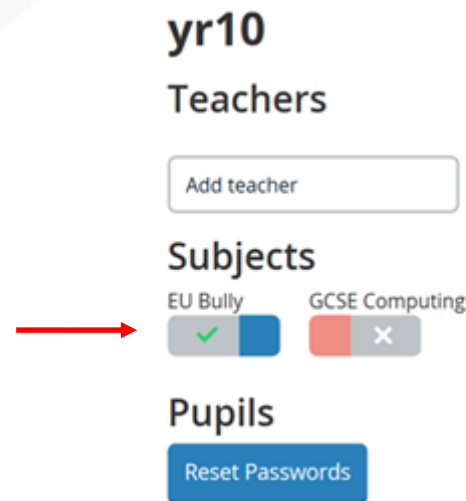 yr10
Teachers
Add teacher
Subjects
EU Bully GCSE Computing
Pupils
Reset Passwords